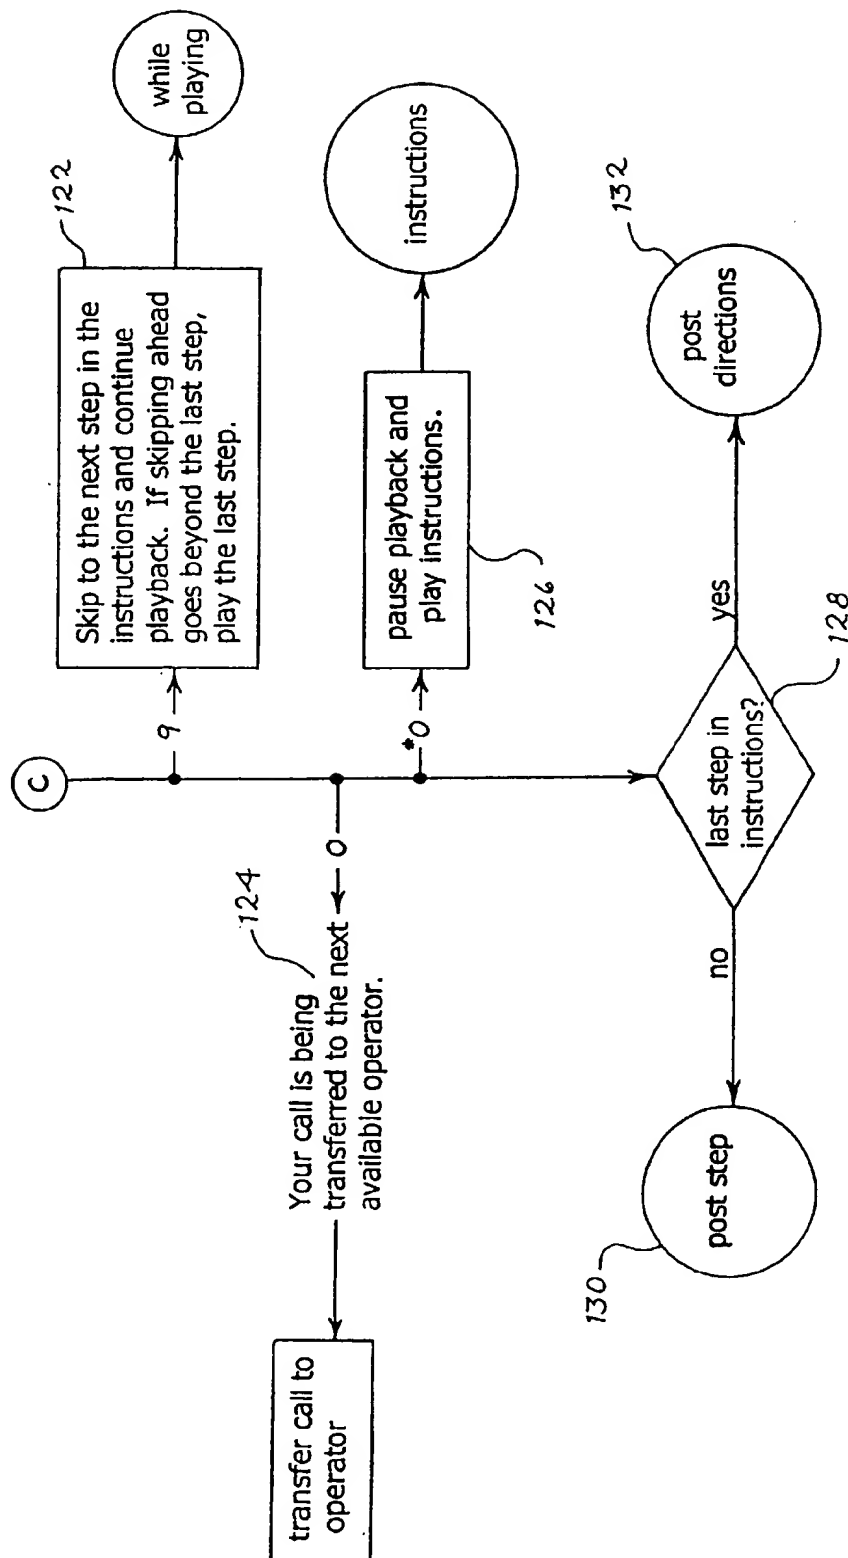 C
9
Skip to the next step in the
instructions and continue
playback. If skipping ahead
goes beyond the last step,
play the last step.
122
while
playing
0
Your call is being
transferred to the next
available operator.
124
transfer call to
operator
*0
pause playback and
play instructions.
126
instructions
last step in
instructions?
128
no
post step
130
yes
post
directions
132